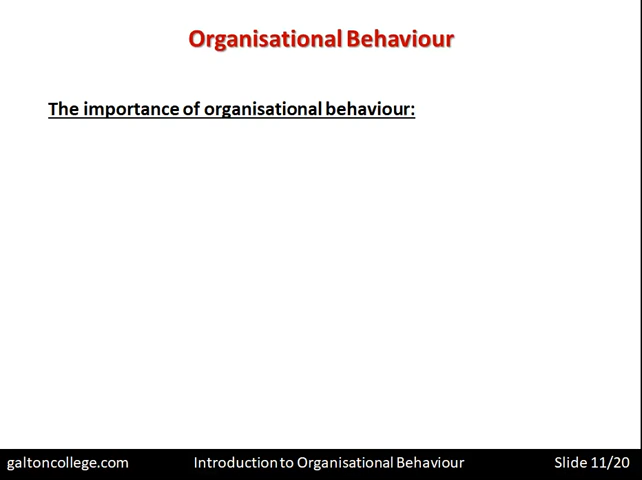 Organisational Behaviour
The importance of organisational behaviour:
galtoncollege.com Introduction to Organisational Behaviour Slide 11/20